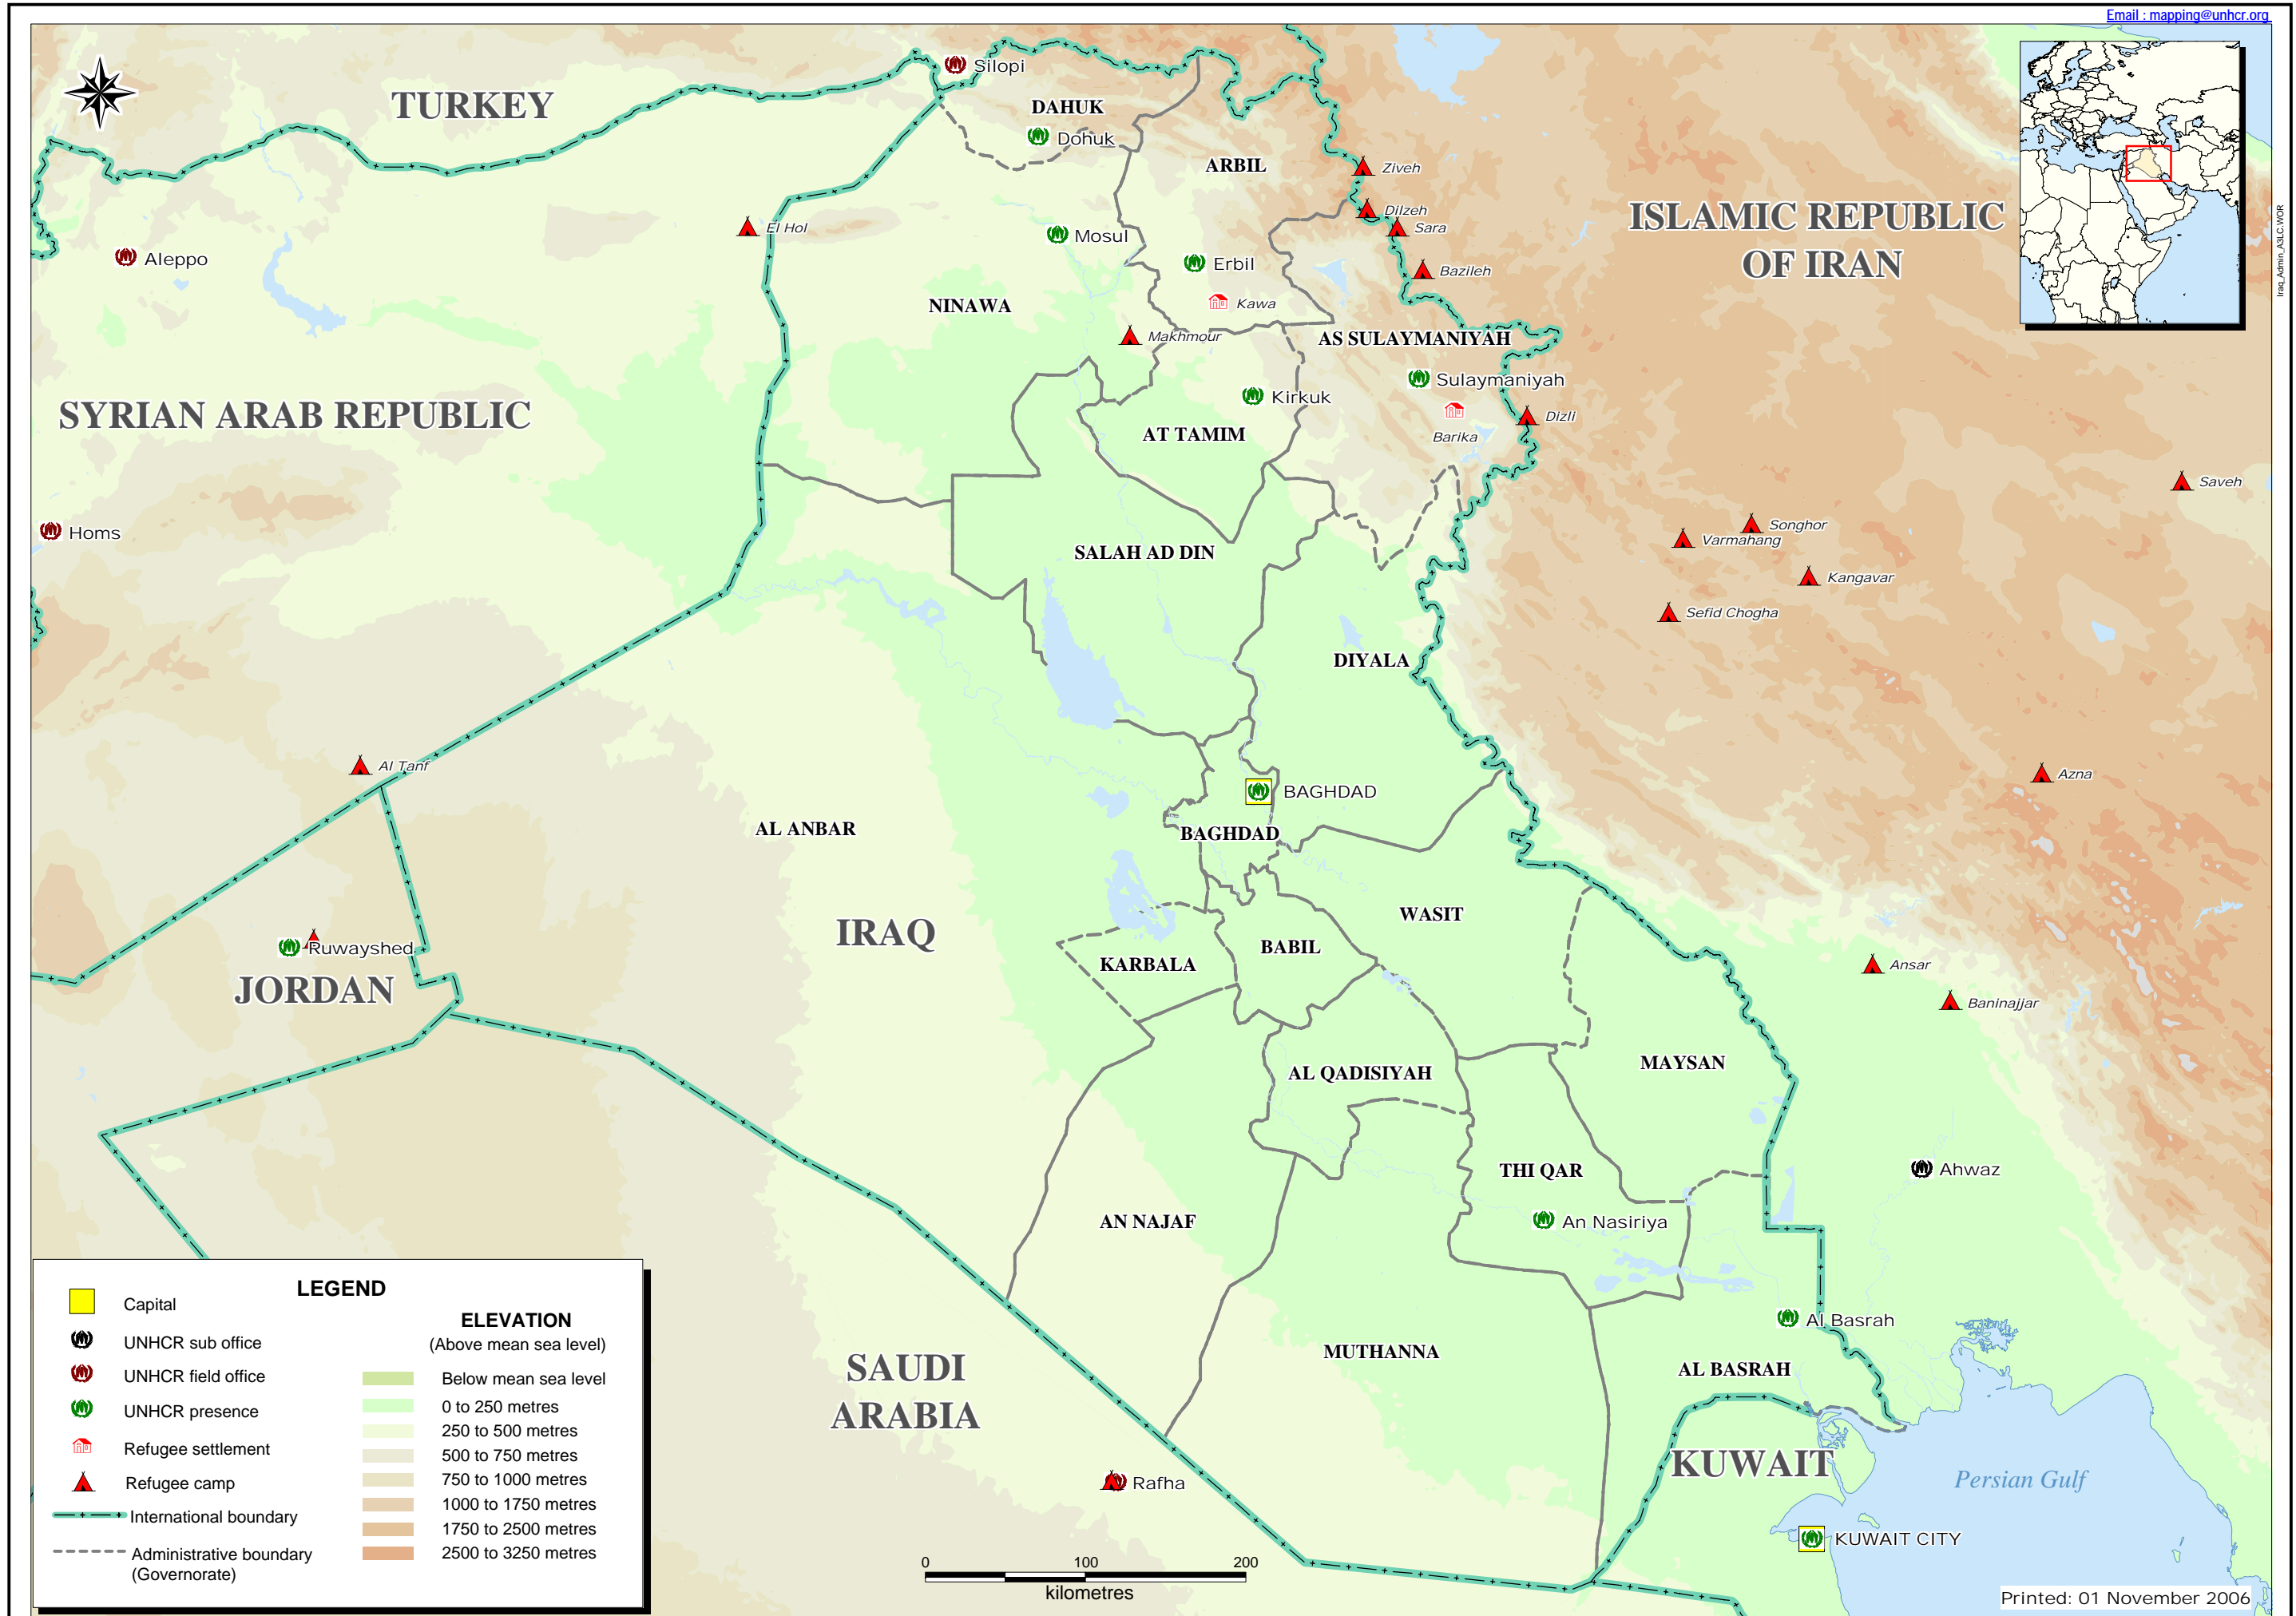 Email : mapping@unhcr.org
Iraq_Admin_A3LC.WOR
TURKEY
Silopi
DAHUK
Dohuk
ARBIL
Ziveh
Dilzeh
Sara
Bazileh
ISLAMIC REPUBLIC
OF IRAN
El Hol
Aleppo
Mosul
Erbil
Kawa
NINAWA
Makhmour
AS SULAYMANIYAH
Sulaymaniyah
Kirkuk
Barika
Dizli
SYRIAN ARAB REPUBLIC
AT TAMIM
Saveh
Songhor
Varmahang
Kangavar
Sefid Chogha
Homs
SALAH AD DIN
DIYALA
Al Tanf
Azna
BAGHDAD
BAGHDAD
AL ANBAR
WASIT
IRAQ
BABIL
KARBALA
Ruwayshed
JORDAN
Ansar
Baninajjar
MAYSAN
AL QADISIYAH
THI QAR
Ahwaz
An Nasiriya
AN NAJAF
Al Basrah
MUTHANNA
AL BASRAH
SAUDI
ARABIA
KUWAIT
Persian Gulf
Rafha
KUWAIT CITY
LEGEND
Capital
UNHCR sub office
UNHCR field office
UNHCR presence
Refugee settlement
Refugee camp
International boundary
Administrative boundary
(Governorate)
ELEVATION
(Above mean sea level)
Below mean sea level
0 to 250 metres
250 to 500 metres
500 to 750 metres
750 to 1000 metres
1000 to 1750 metres
1750 to 2500 metres
2500 to 3250 metres
0 100 200
kilometres
Printed: 01 November 2006